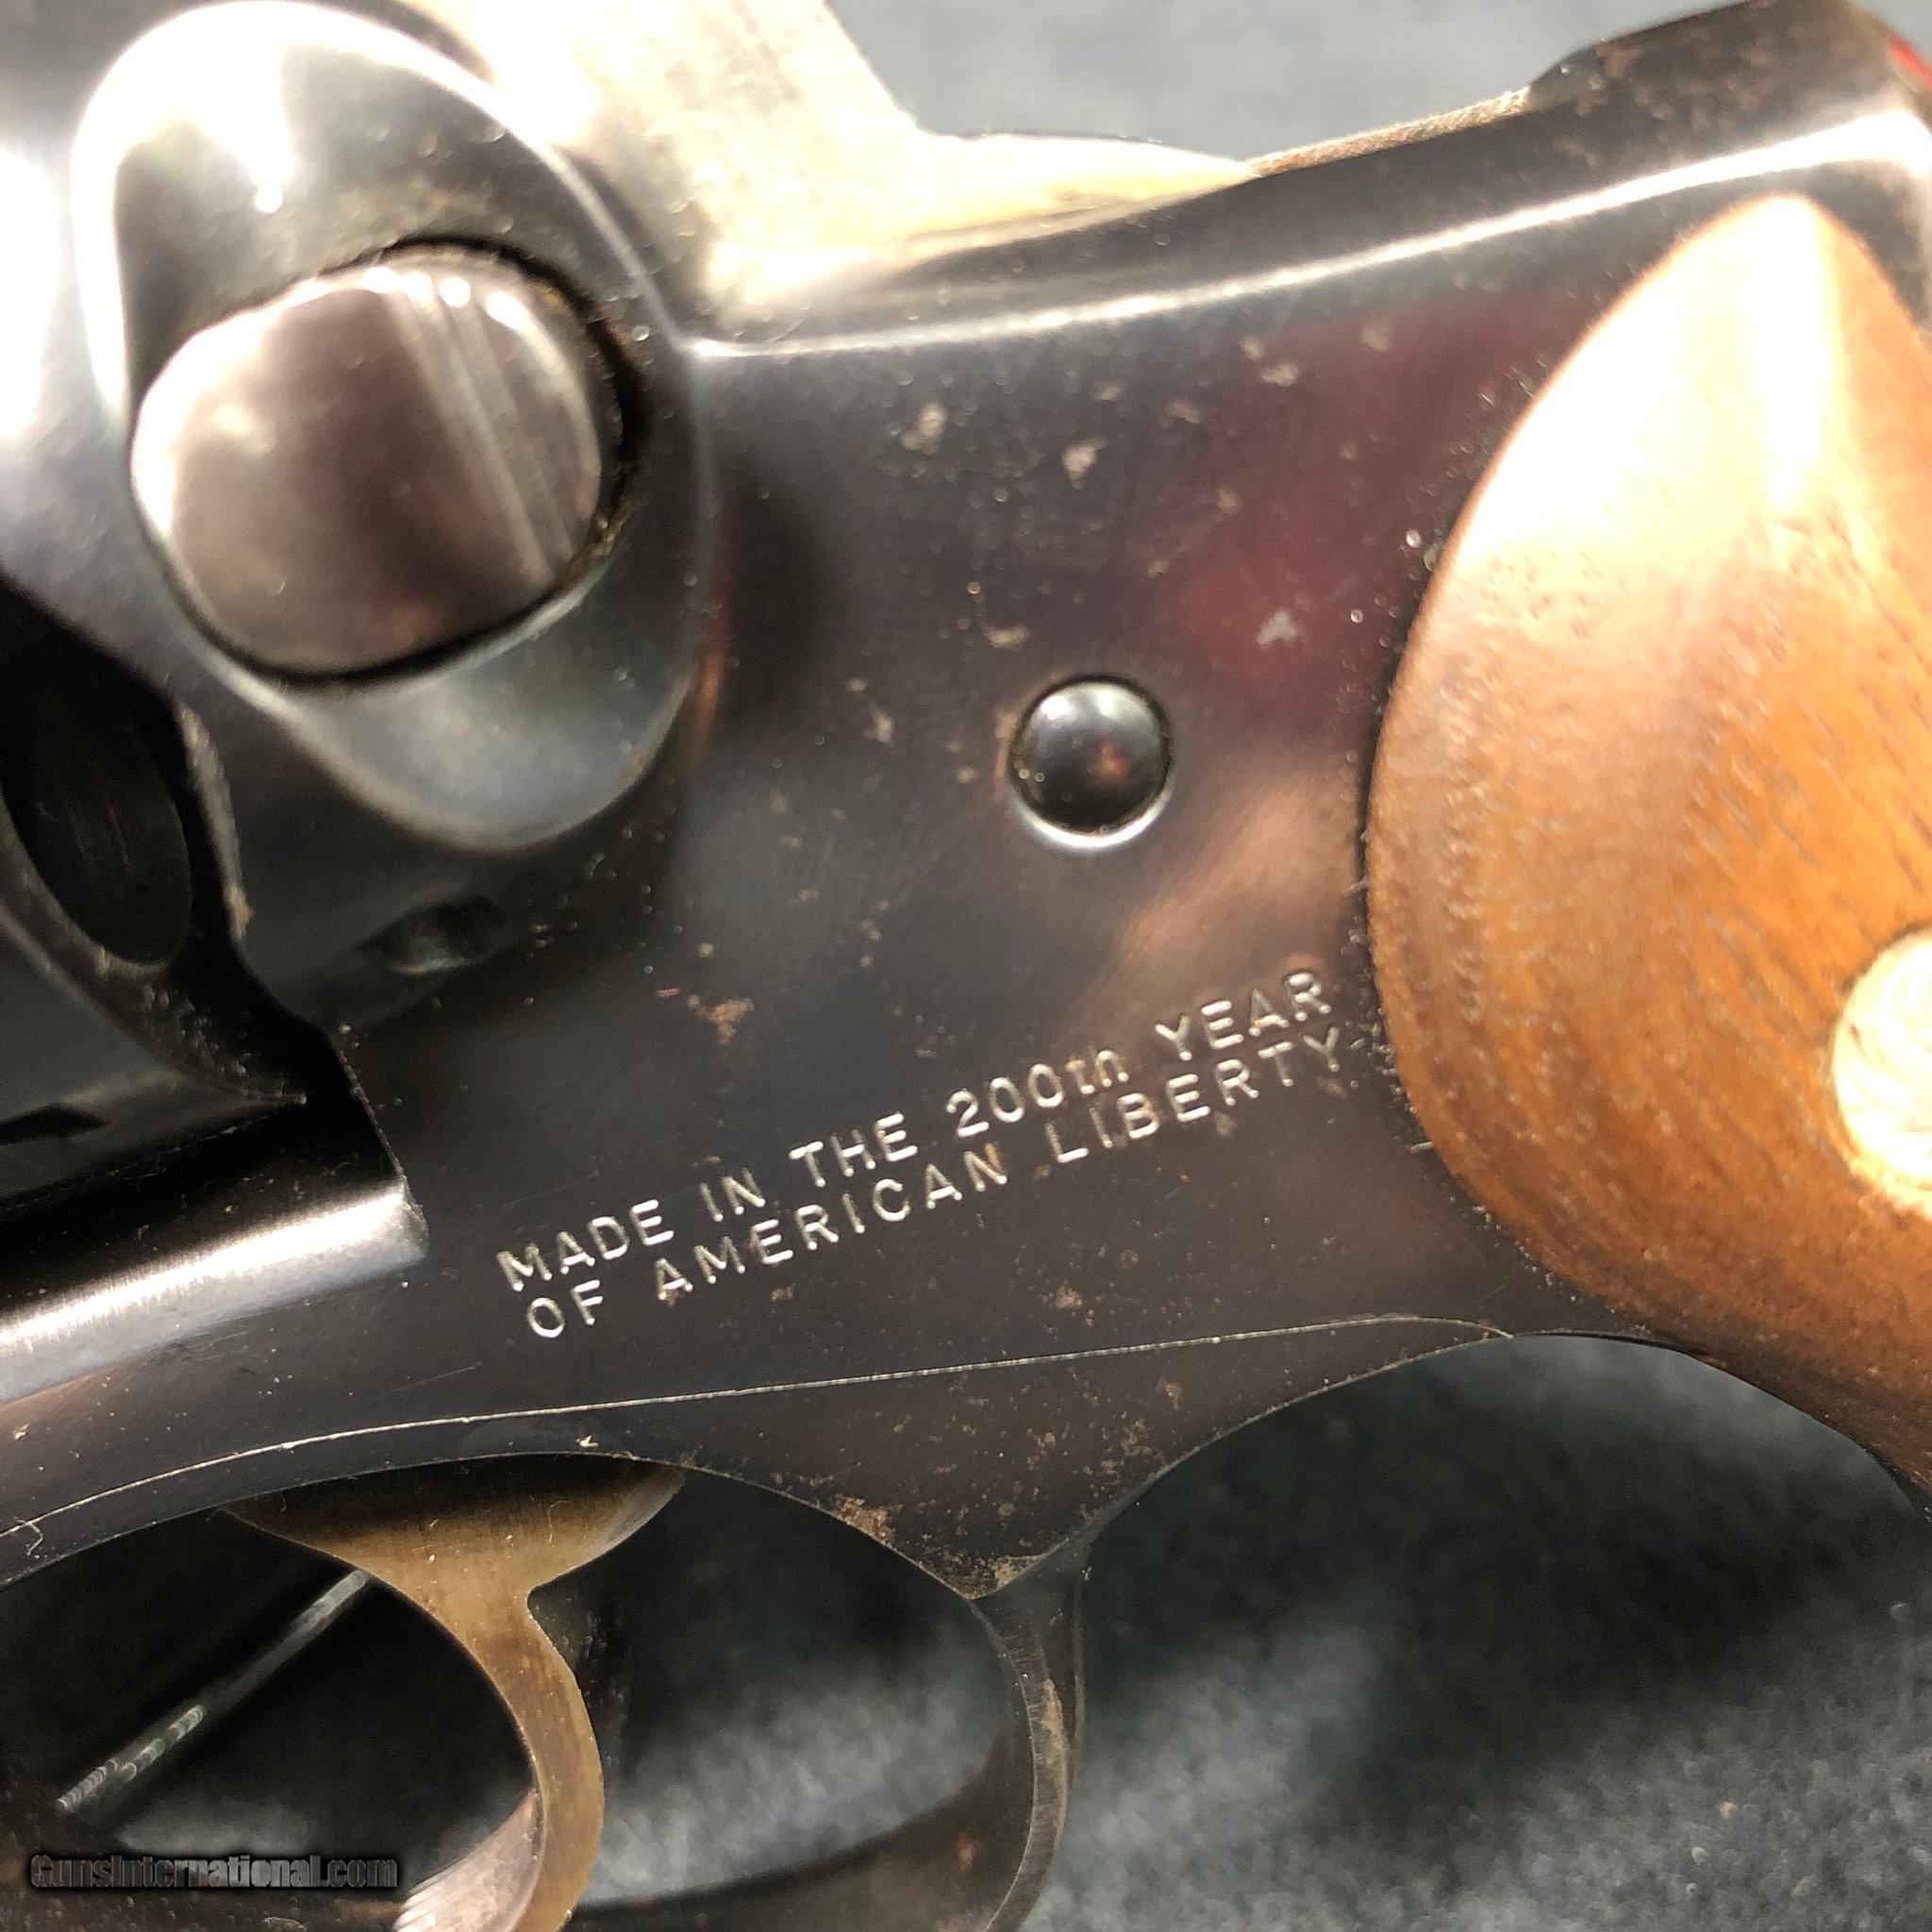 MADE IN THE 200th YEAR
OF AMERICAN LIBERTY
GunsInternational.com